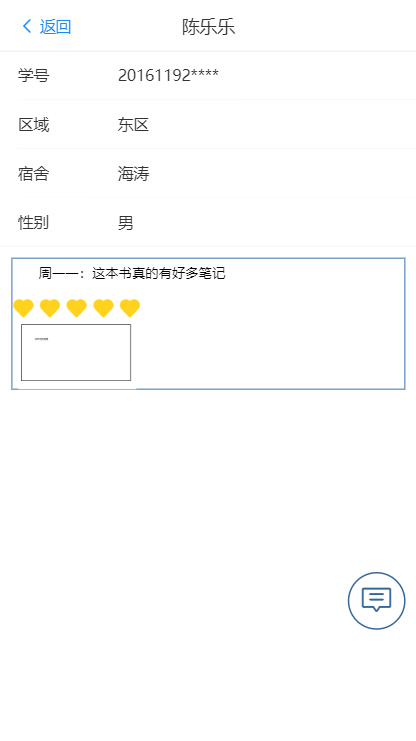 返回
陈乐乐
学号 20161192****
区域 东区
宿舍 海涛
性别 男
周一一：这本书真的有好多笔记